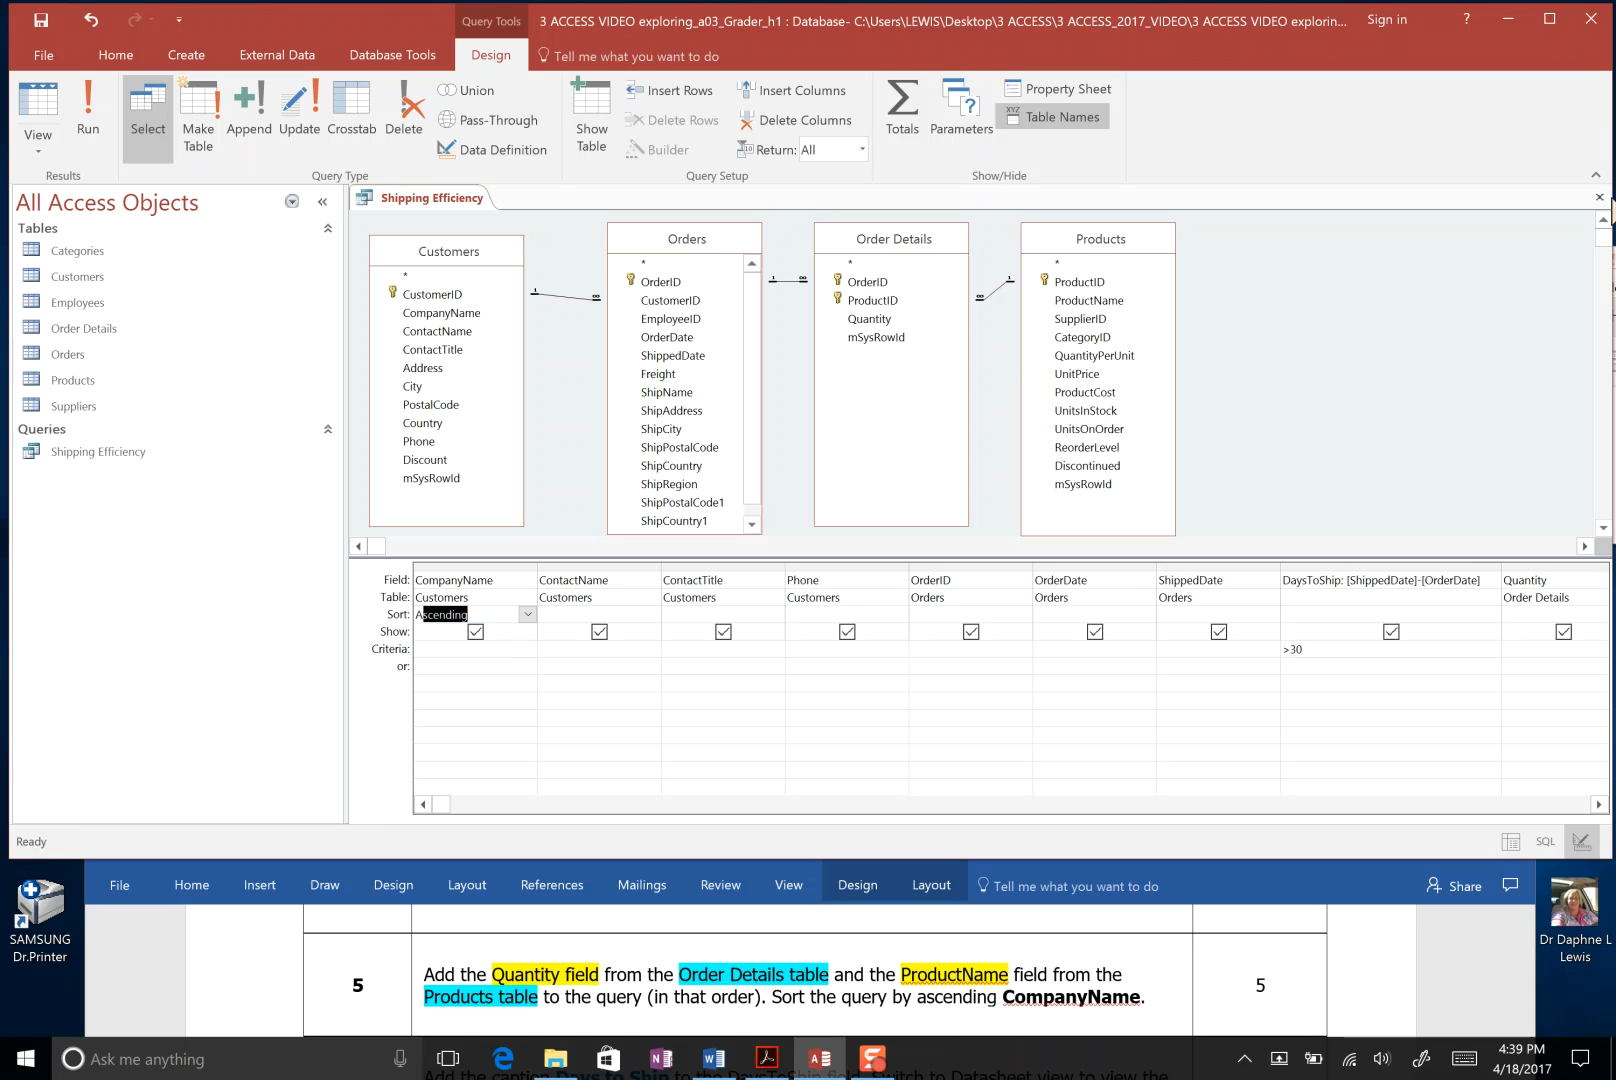 Query Tools
3 ACCESS VIDEO exploring_a03_Grader_h1 : Database- C:\Users\LEWIS\Desktop\3 ACCESS\3 ACCESS_2017_VIDEO\3 ACCESS VIDEO explorin...
Sign in
?
File Home Create External Data Database Tools Design Tell me what you want to do
View
Run
Results
Select
Make Table
Append
Update
Crosstab
Delete
Union
Pass-Through
Data Definition
Query Type
Show Table
Insert Rows
Delete Rows
Builder
Insert Columns
Delete Columns
Return: All
Query Setup
Totals
Parameters
Property Sheet
Table Names
Show/Hide
All Access Objects
Tables
Categories
Customers
Employees
Order Details
Orders
Products
Suppliers
Queries
Shipping Efficiency
Shipping Efficiency
Customers
*
CustomerID
CompanyName
ContactName
ContactTitle
Address
City
PostalCode
Country
Phone
Discount
mSysRowId
Orders
*
OrderID
CustomerID
EmployeeID
OrderDate
ShippedDate
Freight
ShipName
ShipAddress
ShipCity
ShipPostalCode
ShipCountry
ShipRegion
ShipPostalCode1
ShipCountry1
Order Details
*
OrderID
ProductID
Quantity
mSysRowId
Products
*
ProductID
ProductName
SupplierID
CategoryID
QuantityPerUnit
UnitPrice
ProductCost
UnitsInStock
UnitsOnOrder
ReorderLevel
Discontinued
mSysRowId
Field: CompanyName ContactName ContactTitle Phone OrderID OrderDate ShippedDate DaysToShip: [ShippedDate]-[OrderDate] Quantity
Table: Customers Customers Customers Customers Orders Orders Orders Order Details
Sort: Ascending
Show:
Criteria: >30
or:
Ready
SQL
File Home Insert Draw Design Layout References Mailings Review View Design Layout Tell me what you want to do Share
SAMSUNG
Dr.Printer
Dr Daphne L
Lewis
5
Add the Quantity field from the Order Details table and the ProductName field from the
Products table to the query (in that order). Sort the query by ascending CompanyName.
5
Ask me anything
4:39 PM
4/18/2017